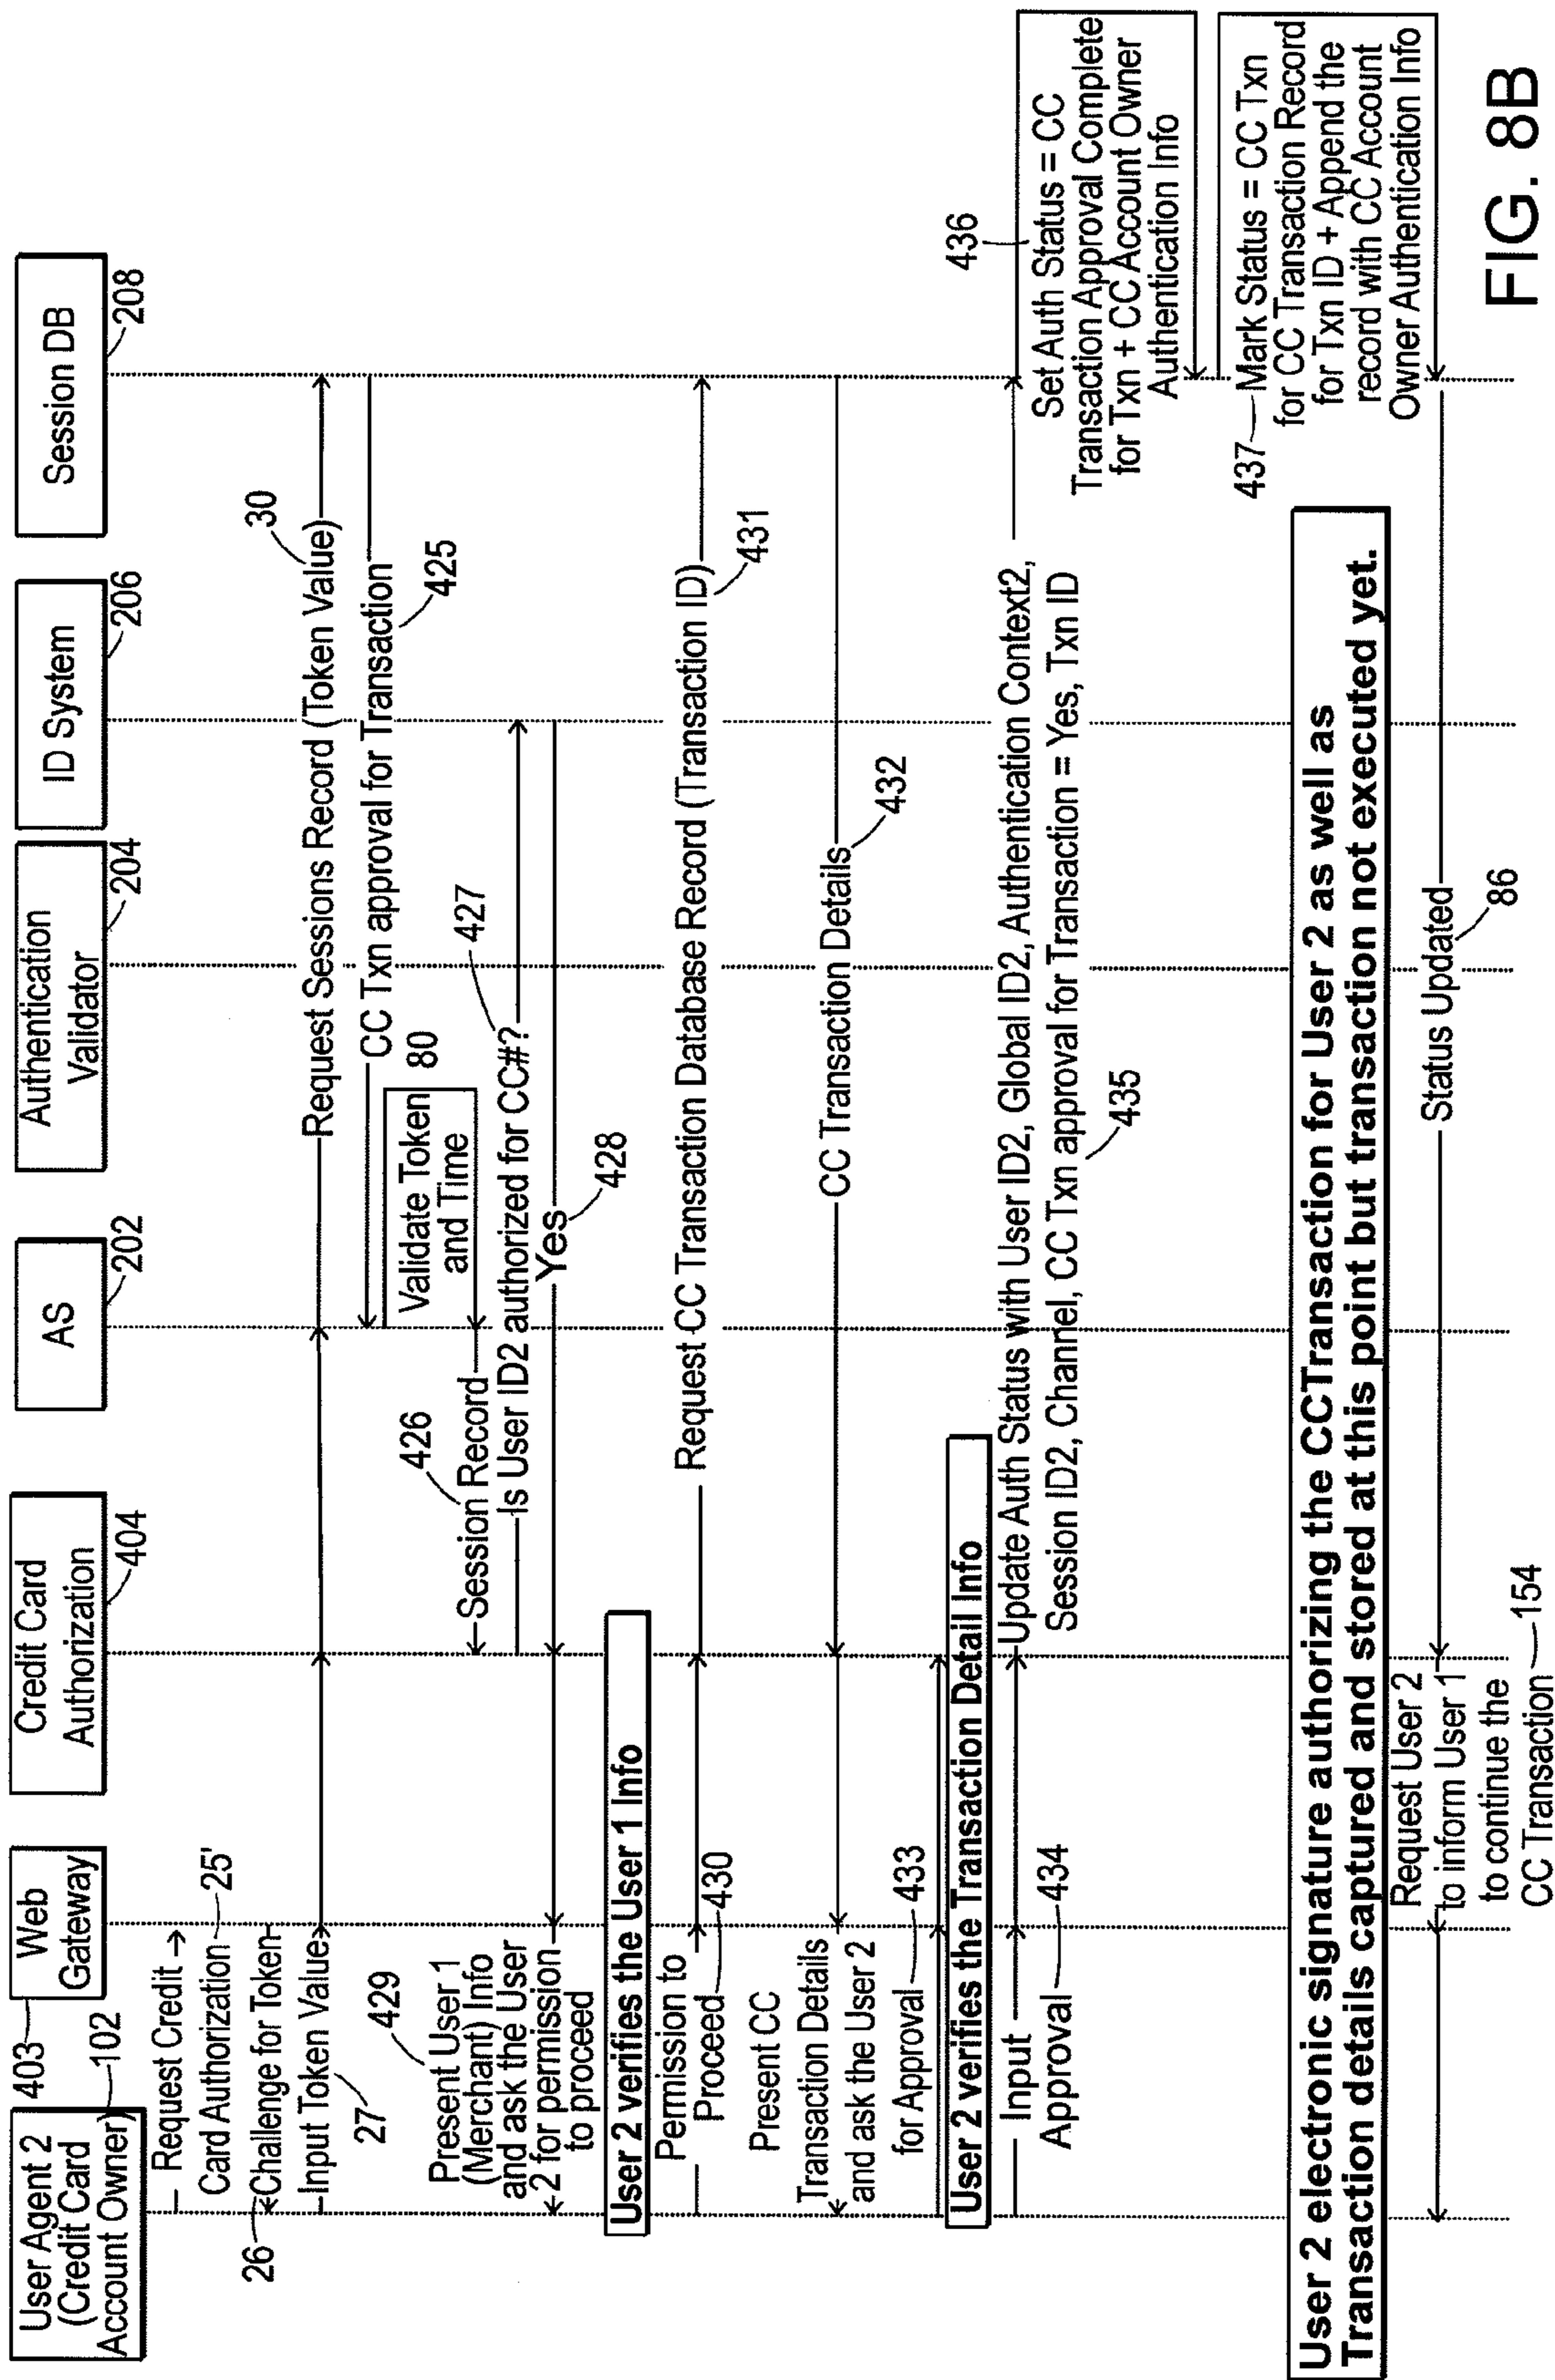 User Agent 2
(Credit Card
Account Owner)
102
403
Web
Gateway
Credit Card
Authorization
404
AS
202
Authentication
Validator
204
ID System
206
Session DB
208
Request Credit
Card Authorization
25'
26
Challenge for Token
Input Token Value
27
Request Sessions Record (Token Value)
30
CC Txn approval for Transaction
425
Validate Token
and Time
80
426
Session Record
Is User ID2 authorized for CC#?
427
Yes
428
429
Present User 1
(Merchant) Info
and ask the User
2 for permission
to proceed
User 2 verifies the User 1 Info
Permission to
Proceed
430
Request CC Transaction Database Record (Transaction ID)
431
CC Transaction Details
432
Present CC
Transaction Details
and ask the User 2
for Approval
433
User 2 verifies the Transaction Detail Info
Input
Approval
434
Update Auth Status with User ID2, Global ID2, Authentication Context2,
Session ID2, Channel, CC Txn approval for Transaction = Yes, Txn ID
435
436
Set Auth Status = CC
Transaction Approval Complete
for Txn + CC Account Owner
Authentication Info
437
Mark Status = CC Txn
for CC Transaction Record
for Txn ID + Append the
record with CC Account
Owner Authentication Info
User 2 electronic signature authorizing the CCTransaction for User 2 as well as
Transaction details captured and stored at this point but transaction not executed yet.
Status Updated
86
Request User 2
to inform User 1
to continue the
CC Transaction
154
FIG. 8B